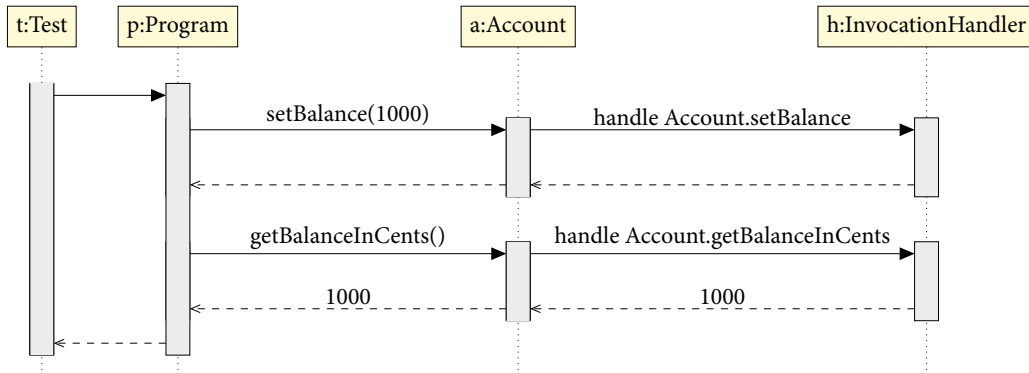 t:Test
p:Program
a:Account
h:InvocationHandler
setBalance(1000)
handle Account.setBalance
getBalanceInCents()
handle Account.getBalanceInCents
1000
1000